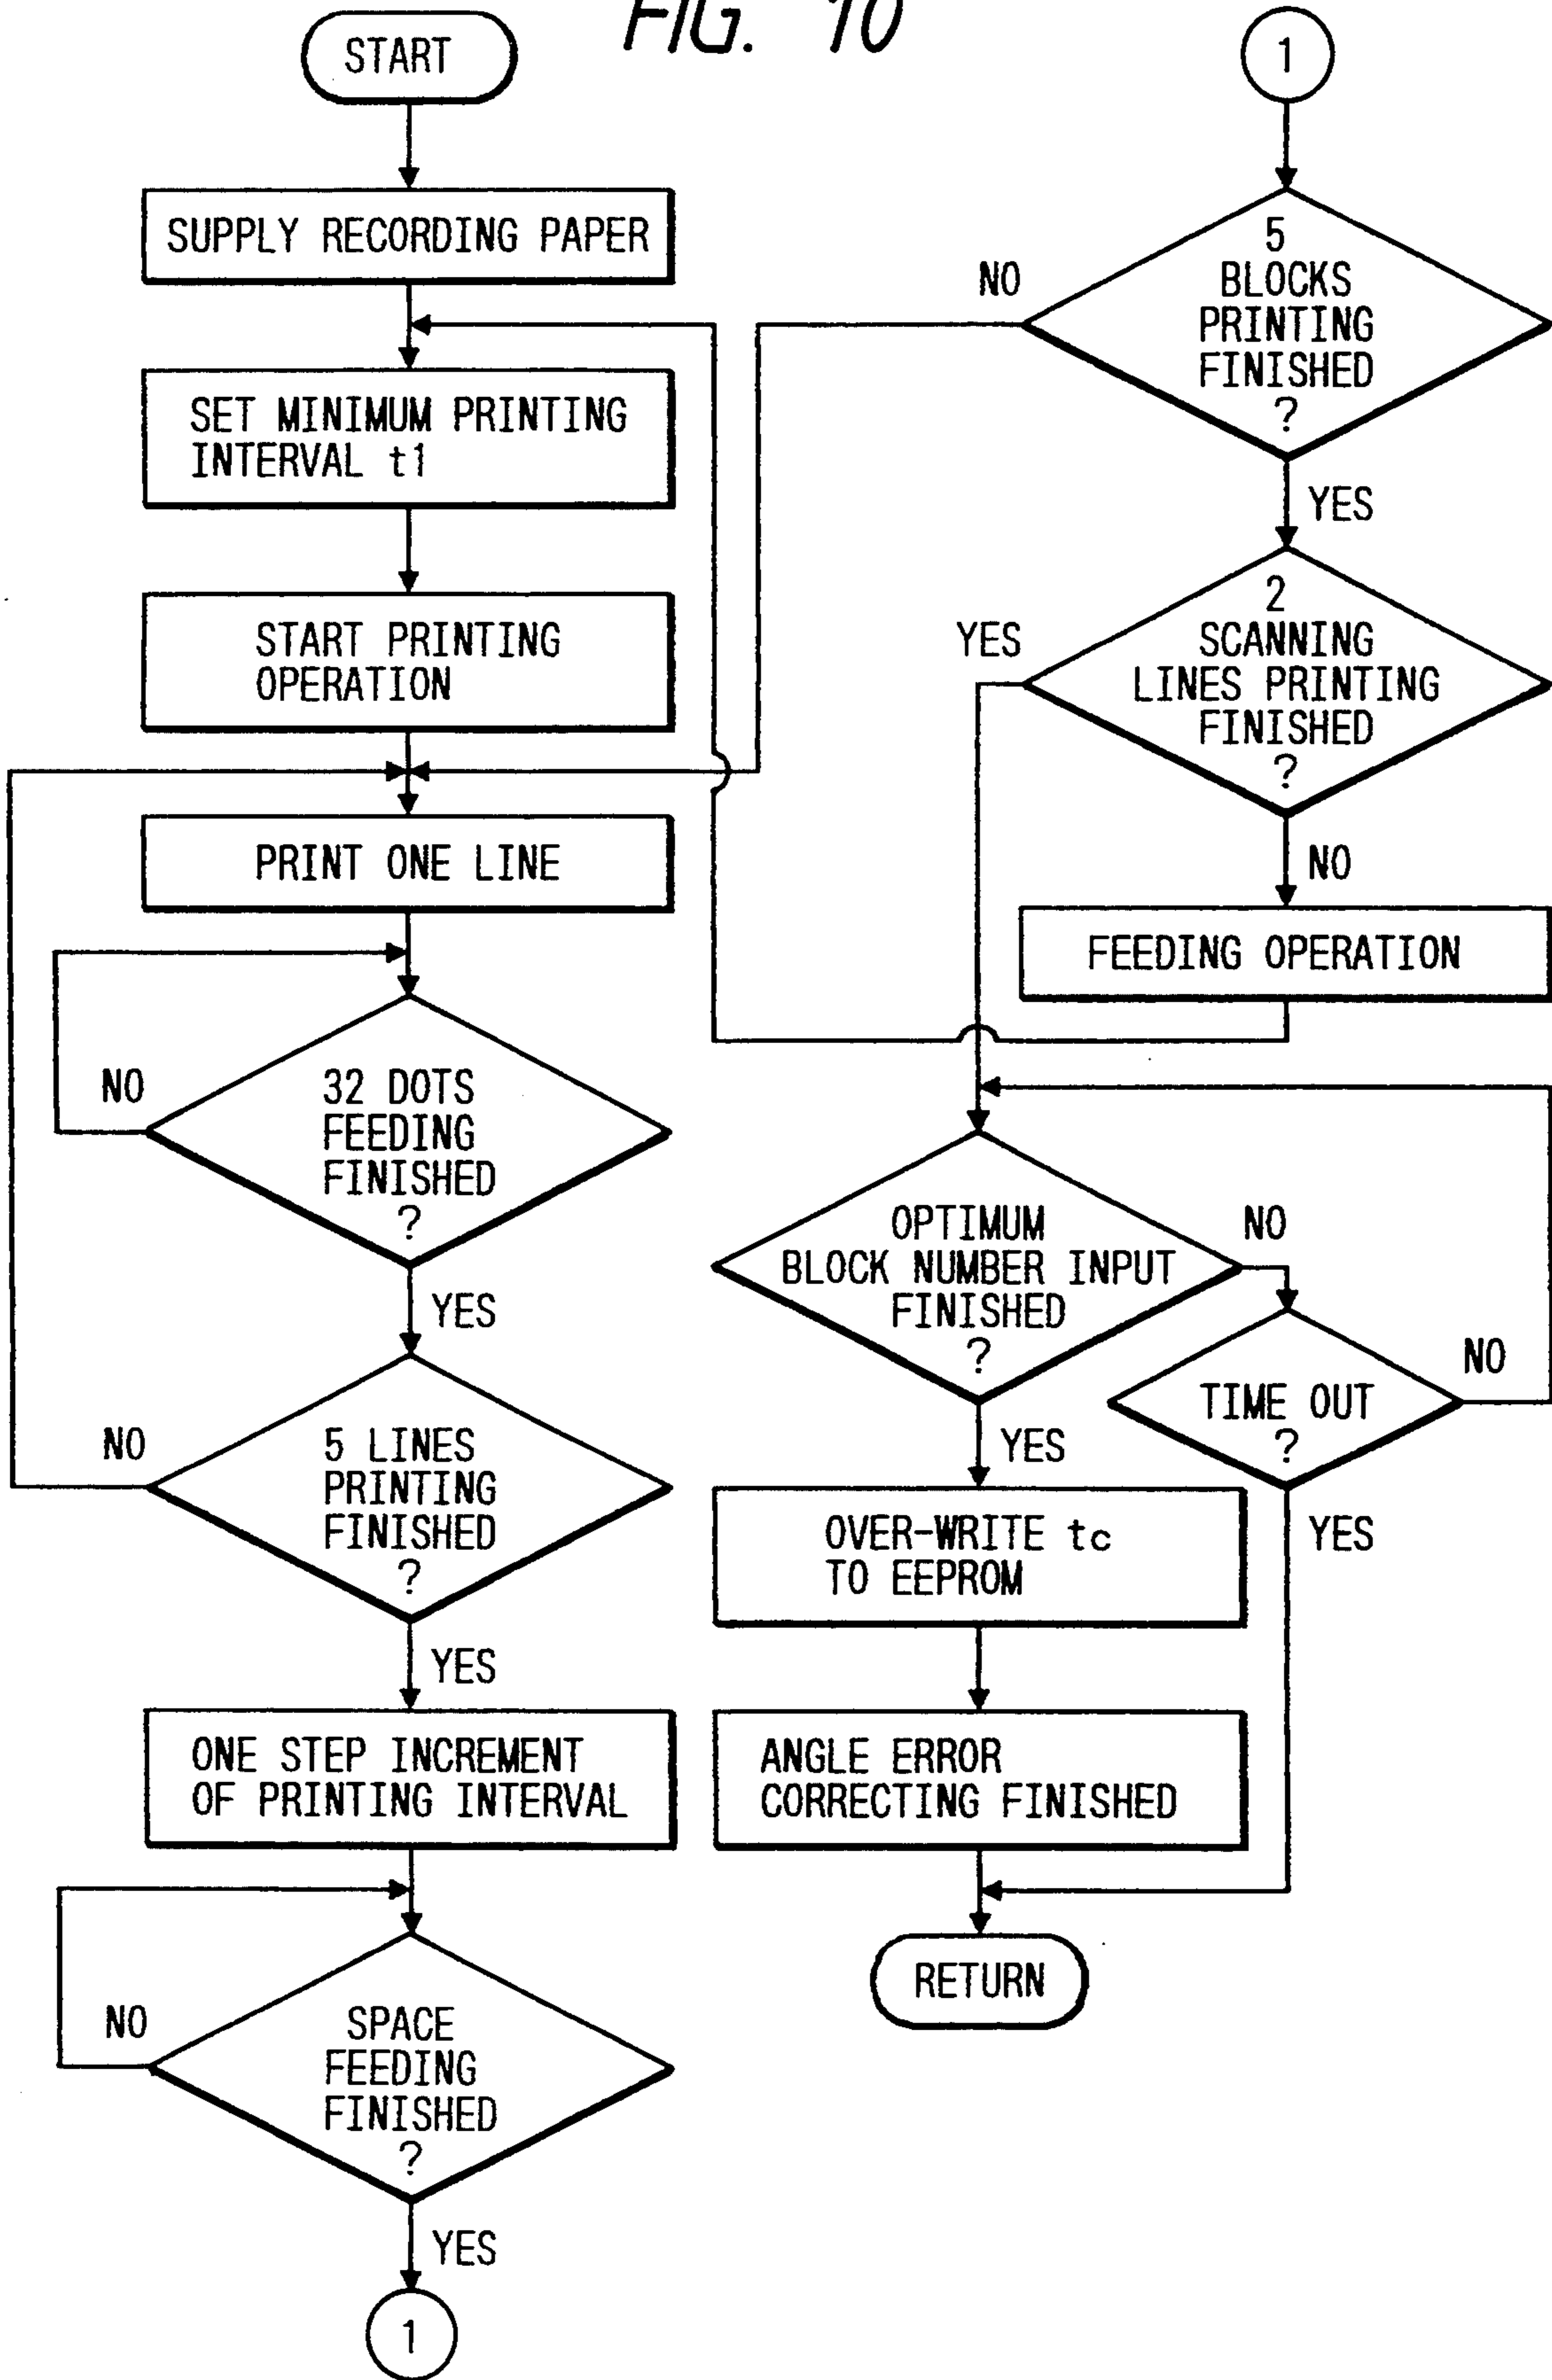 FIG. 10
START
SUPPLY RECORDING PAPER
SET MINIMUM PRINTING
INTERVAL t1
START PRINTING
OPERATION
PRINT ONE LINE
NO
32 DOTS
FEEDING
FINISHED
?
YES
NO
5 LINES
PRINTING
FINISHED
?
YES
ONE STEP INCREMENT
OF PRINTING INTERVAL
NO
SPACE
FEEDING
FINISHED
?
YES
1
1
NO
5
BLOCKS
PRINTING
FINISHED
?
YES
YES
2
SCANNING
LINES PRINTING
FINISHED
?
NO
FEEDING OPERATION
OPTIMUM
BLOCK NUMBER INPUT
FINISHED
?
NO
YES
TIME OUT
?
NO
YES
OVER-WRITE tc
TO EEPROM
ANGLE ERROR
CORRECTING FINISHED
RETURN